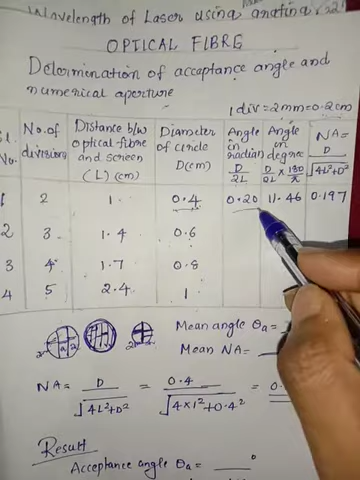 Wavelength of Laser using grating
OPTICAL FIBRE
Determination of acceptance angle and
numerical aperture
1 div = 2mm = 0.2cm
Sl. No. No. of divisions Distance b/w optical fibre and screen (L) (cm) Diameter of circle D(cm) Angle in radian D/2L Angle in degree D/2L × 180/π NA = D/√4L²+D²
1 2 1. 0.4 0.20 11.46 0.197
2 3 1.4 0.6
3 4 1.7 0.8
4 5 2.4 1
Mean angle θa =
Mean NA =
NA = D/√4L²+D² = 0.4/√4×1²+0.4² = 0.
Result
Acceptance angle θa = ____°